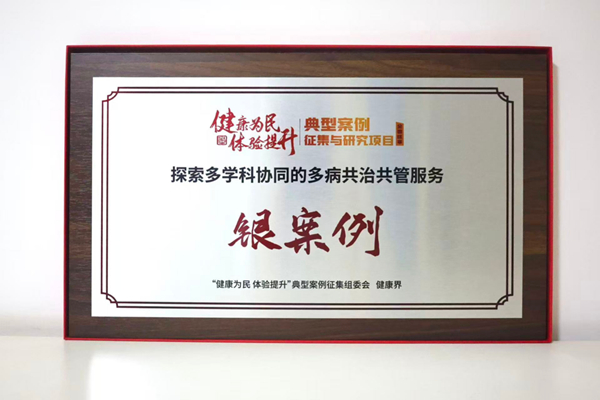 健康为民
体验提升
典型案例
征集与研究项目
探索多学科协同的多病共治共管服务
银案例
“健康为民 体验提升”典型案例征集组委会 健康界